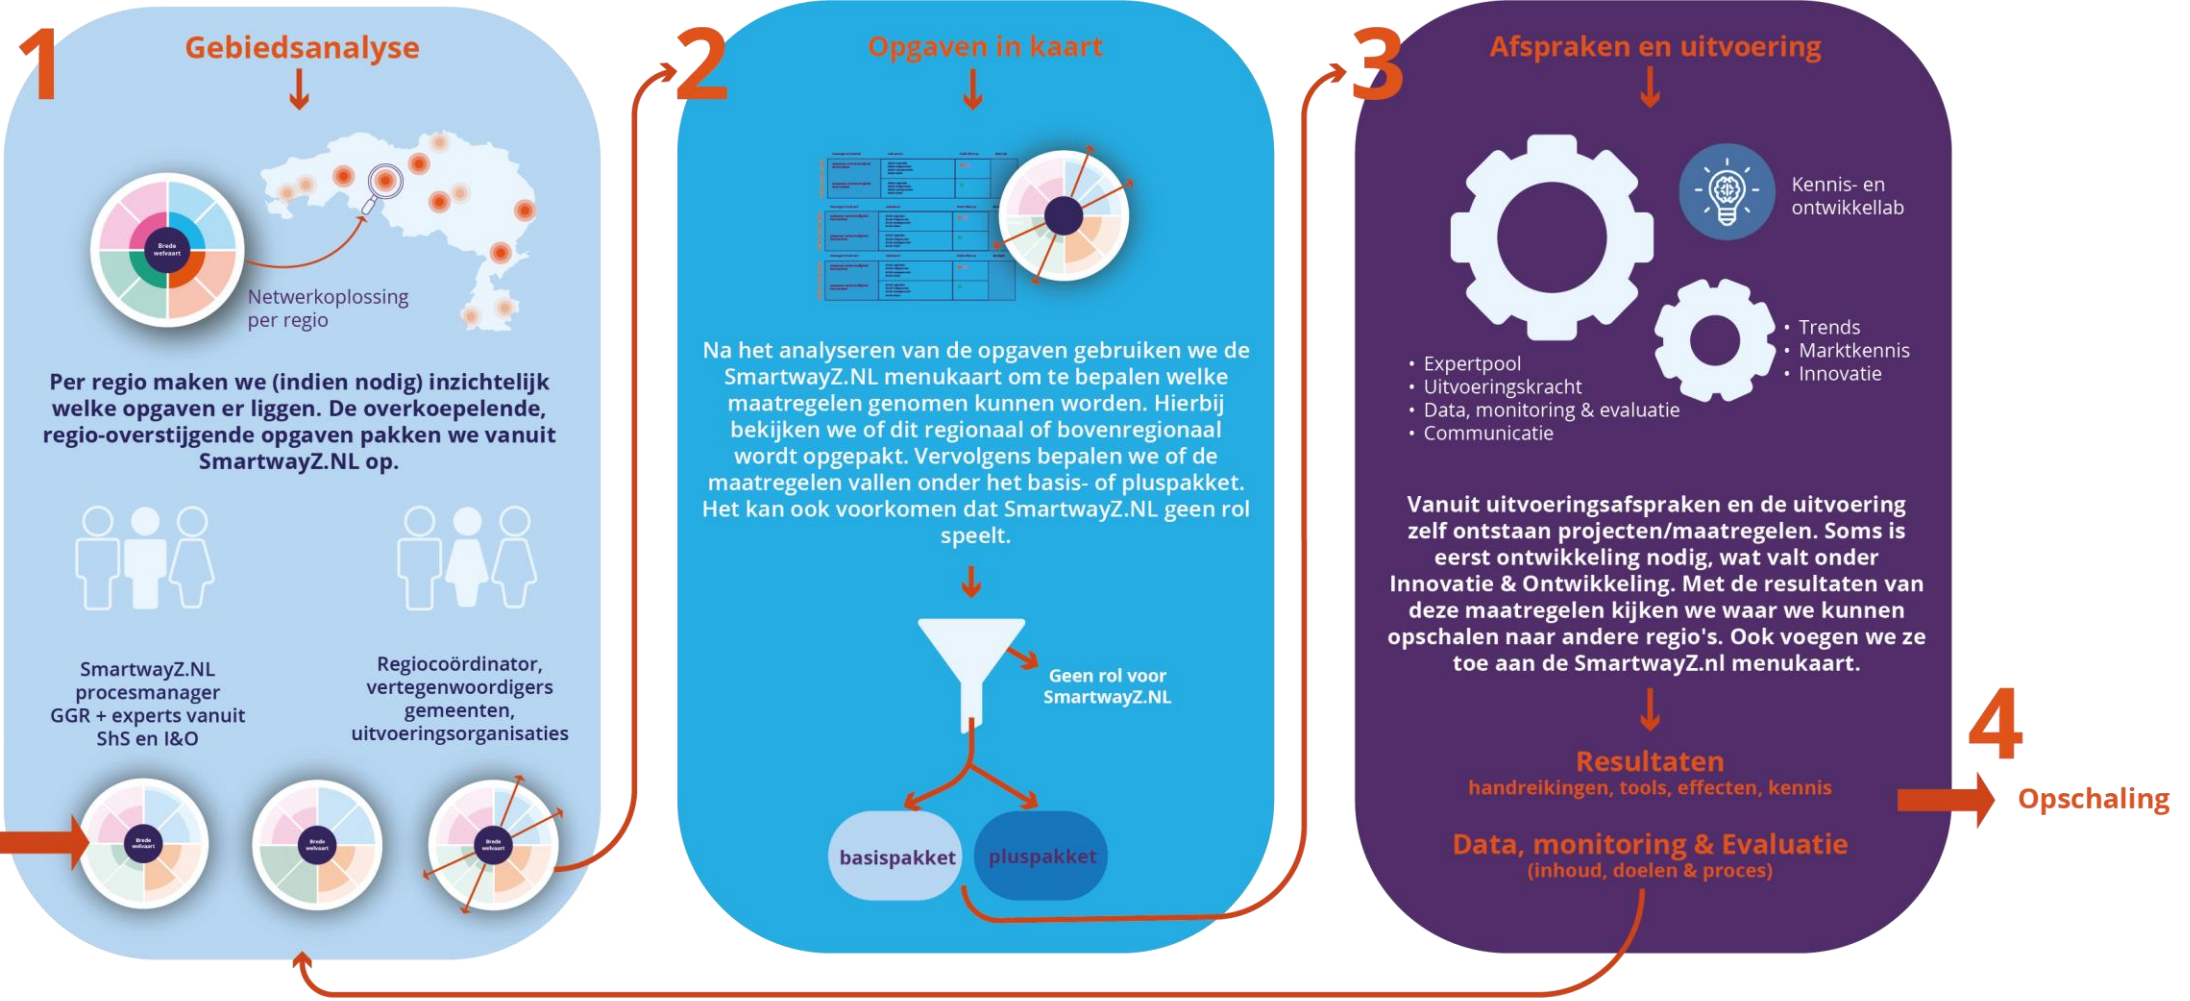 1
Gebiedsanalyse
Brede
welvaart
Netwerkoplossing
per regio
Per regio maken we (indien nodig) inzichtelijk
welke opgaven er liggen. De overkoepelende,
regio-overstijgende opgaven pakken we vanuit
SmartwayZ.NL op.
SmartwayZ.NL
procesmanager
GGR + experts vanuit
ShS en I&O
Regiocoördinator,
vertegenwoordigers
gemeenten,
uitvoeringsorganisaties
Brede
welvaart
Brede
welvaart
Brede
welvaart
2
Opgaven in kaart
Na het analyseren van de opgaven gebruiken we de
SmartwayZ.NL menukaart om te bepalen welke
maatregelen genomen kunnen worden. Hierbij
bekijken we of dit regionaal of bovenregionaal
wordt opgepakt. Vervolgens bepalen we of de
maatregelen vallen onder het basis- of pluspakket.
Het kan ook voorkomen dat SmartwayZ.NL geen rol
speelt.
Geen rol voor
SmartwayZ.NL
basispakket
pluspakket
3
Afspraken en uitvoering
Kennis- en
ontwikkellab
• Trends
• Marktkennis
• Innovatie
• Expertpool
• Uitvoeringskracht
• Data, monitoring & evaluatie
• Communicatie
Vanuit uitvoeringsafspraken en de uitvoering
zelf ontstaan projecten/maatregelen. Soms is
eerst ontwikkeling nodig, wat valt onder
Innovatie & Ontwikkeling. Met de resultaten van
deze maatregelen kijken we waar we kunnen
opschalen naar andere regio's. Ook voegen we ze
toe aan de SmartwayZ.nl menukaart.
Resultaten
handreikingen, tools, effecten, kennis
Data, monitoring & Evaluatie
(inhoud, doelen & proces)
4
Opschaling